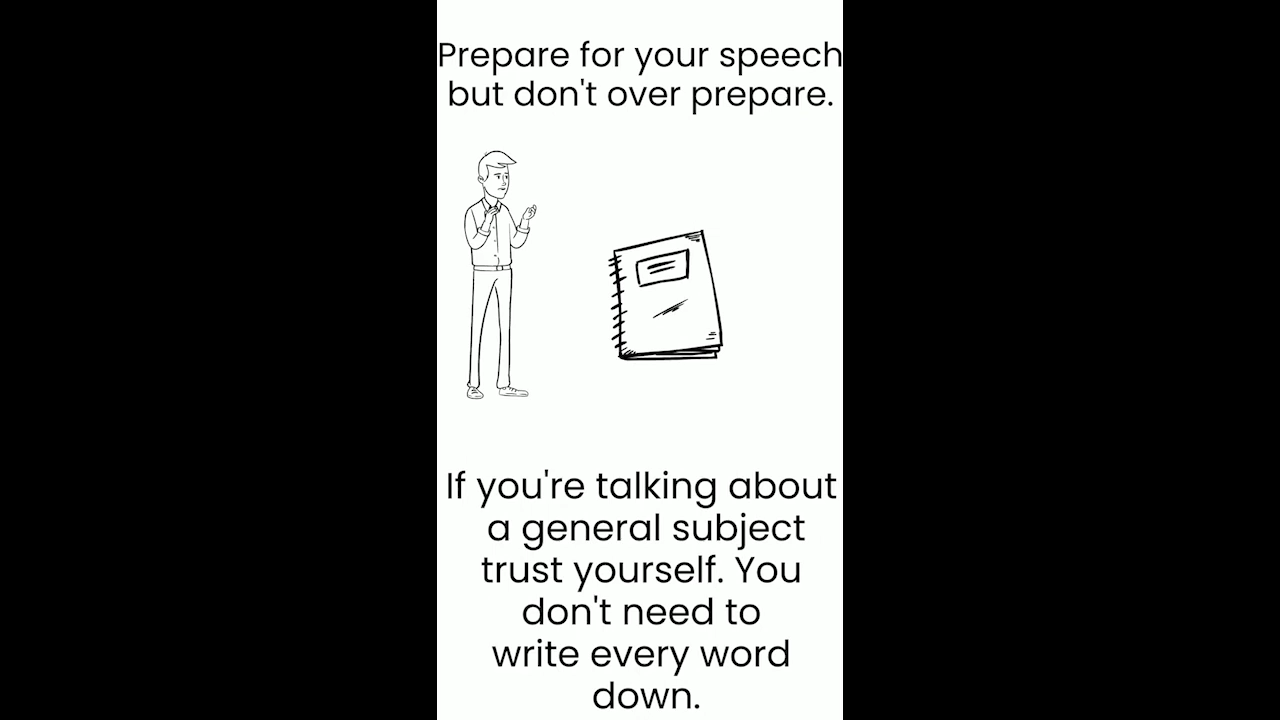 Prepare for your speech
but don't over prepare.
If you're talking about
a general subject
trust yourself. You
don't need to
write every word
down.